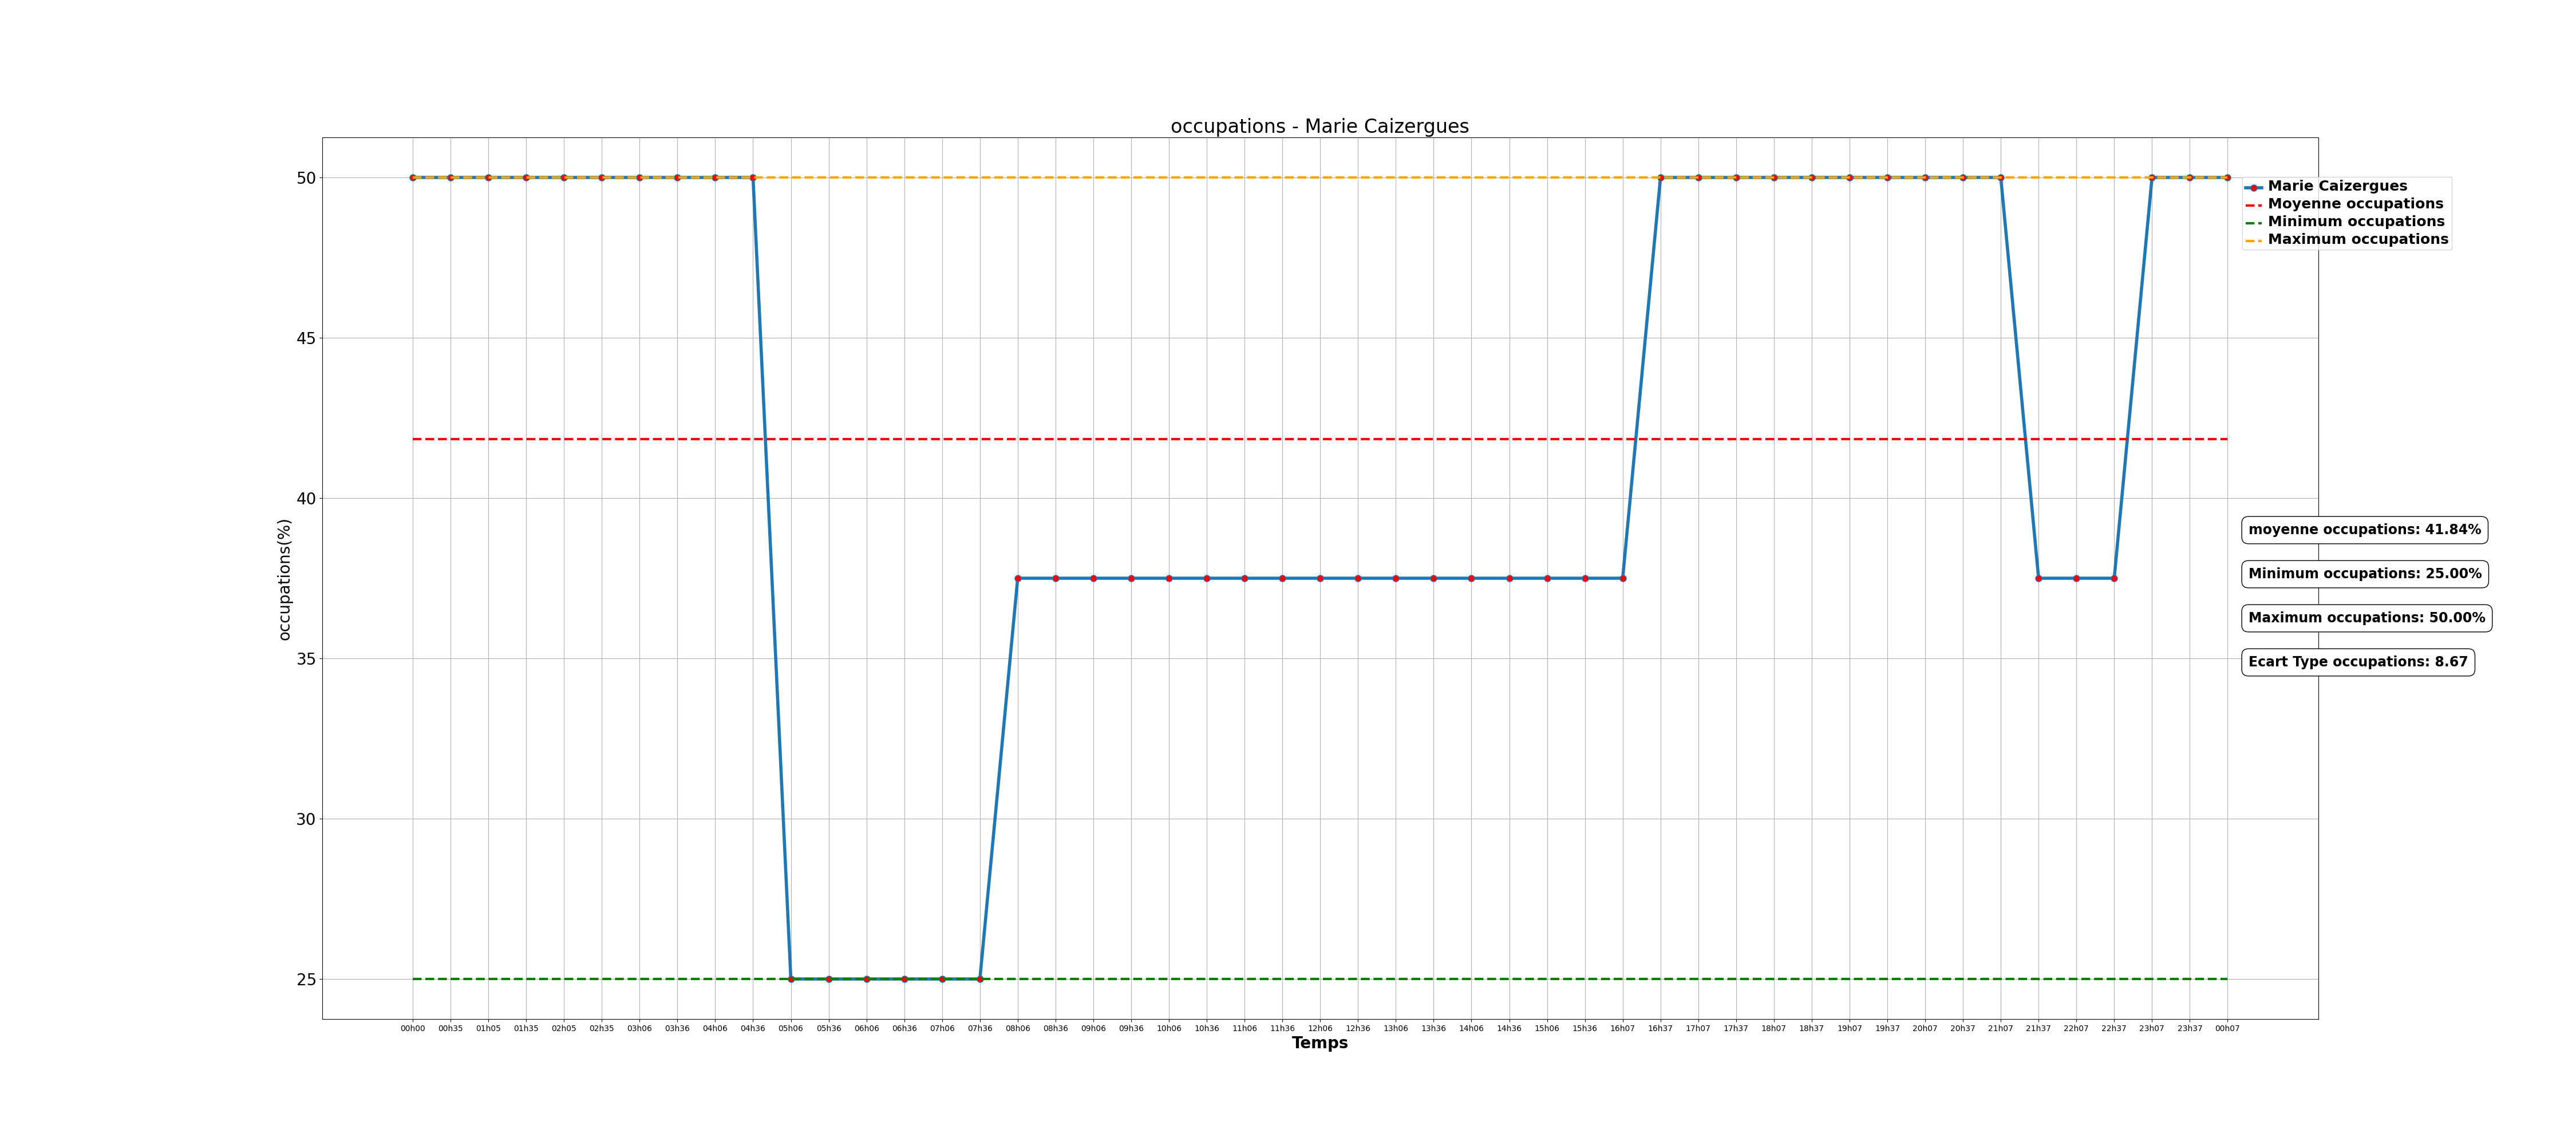 occupations - Marie Caizergues
50
45
40
35
30
25
occupations(%)
Marie Caizergues
Moyenne occupations
Minimum occupations
Maximum occupations
moyenne occupations: 41.84%
Minimum occupations: 25.00%
Maximum occupations: 50.00%
Ecart Type occupations: 8.67
00h00 00h35 01h05 01h35 02h05 02h35 03h06 03h36 04h06 04h36 05h06 05h36 06h06 06h36 07h06 07h36 08h06 08h36 09h06 09h36 10h06 10h36 11h06 11h36 12h06 12h36 13h06 13h36 14h06 14h36 15h06 15h36 16h07 16h37 17h07 17h37 18h07 18h37 19h07 19h37 20h07 20h37 21h07 21h37 22h07 22h37 23h07 23h37 00h07
Temps